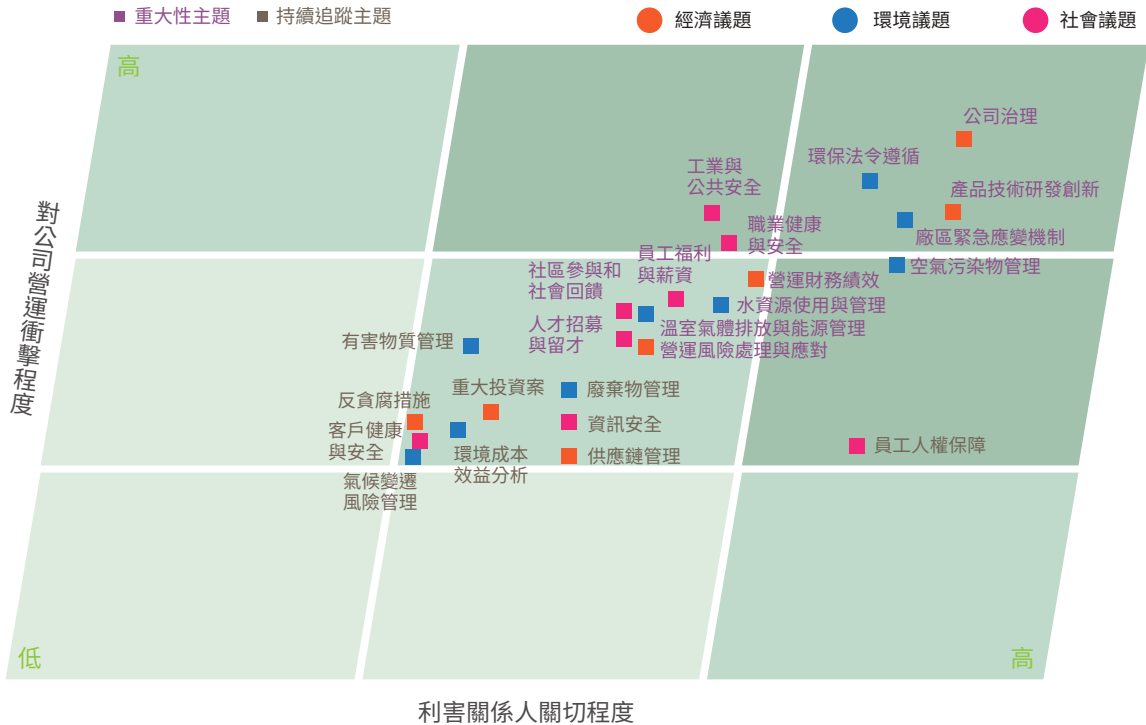 重大性主題
持續追蹤主題
經濟議題
環境議題
社會議題
高
公司治理
環保法令遵循
工業與
公共安全
產品技術研發創新
職業健康
與安全
廠區緊急應變機制
員工福利
與薪資
空氣污染物管理
社區參與和
社會回饋
營運財務績效
水資源使用與管理
人才招募
與留才
溫室氣體排放與能源管理
營運風險處理與應對
有害物質管理
重大投資案
廢棄物管理
反貪腐措施
客戶健康
與安全
資訊安全
環境成本
效益分析
供應鏈管理
員工人權保障
氣候變遷
風險管理
對公司營運衝擊程度
低
高
利害關係人關切程度